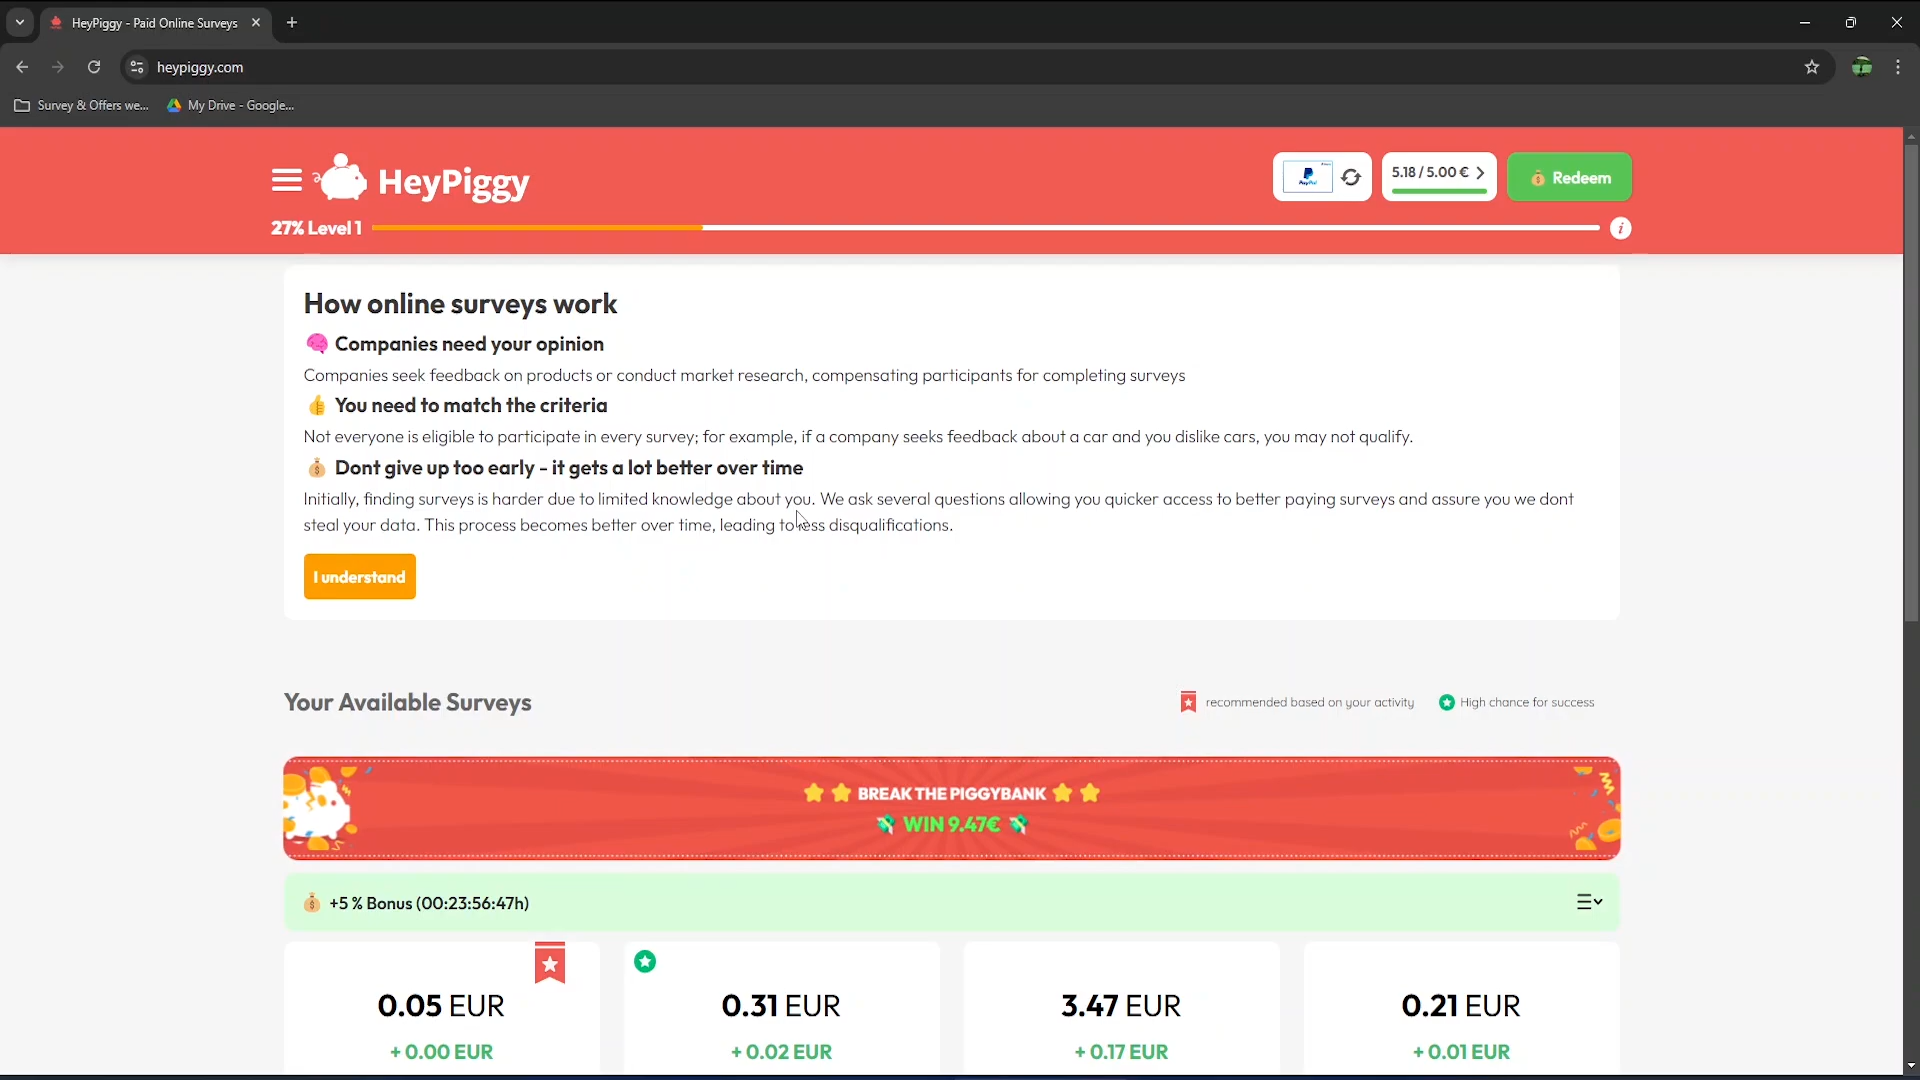 HeyPiggy - Paid Online Surveys
heypiggy.com
Survey & Offers we...
My Drive - Google...
HeyPiggy
PayPal
5.18 / 5.00 €
Redeem
27% Level 1
How online surveys work
Companies need your opinion
Companies seek feedback on products or conduct market research, compensating participants for completing surveys
You need to match the criteria
Not everyone is eligible to participate in every survey; for example, if a company seeks feedback about a car and you dislike cars, you may not qualify.
Dont give up too early - it gets a lot better over time
Initially, finding surveys is harder due to limited knowledge about you. We ask several questions allowing you quicker access to better paying surveys and assure you we dont
steal your data. This process becomes better over time, leading to less disqualifications.
I understand
Your Available Surveys
recommended based on your activity
High chance for success
BREAK THE PIGGYBANK
WIN 9.47€
+5 % Bonus (00:23:56:47h)
0.05 EUR
+ 0.00 EUR
0.31 EUR
+ 0.02 EUR
3.47 EUR
+ 0.17 EUR
0.21 EUR
+ 0.01 EUR